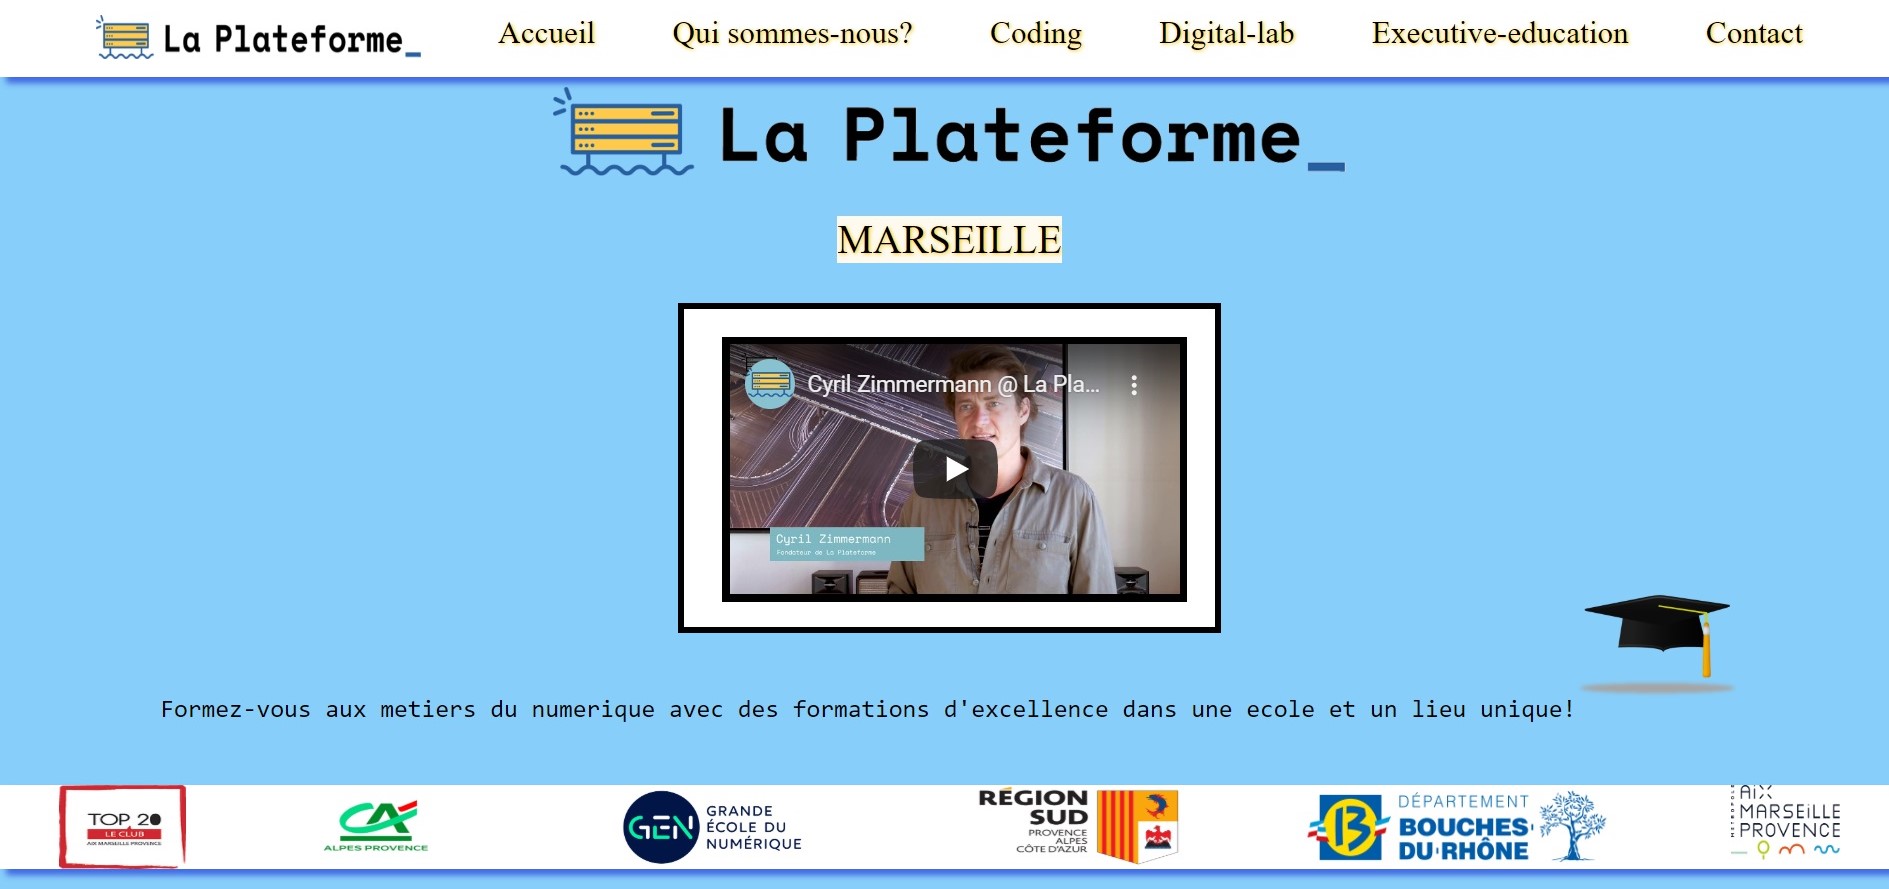 La Plateforme_
Accueil
Qui sommes-nous?
Coding
Digital-lab
Executive-education
Contact
La Plateforme_
MARSEILLE
Cyril Zimmermann @ La Pla...
Cyril Zimmermann
Fondateur de La Plateforme
Formez-vous aux metiers du numerique avec des formations d'excellence dans une ecole et un lieu unique!
TOP 20
LE CLUB
AIX MARSEILLE PROVENCE
CA
ALPES PROVENCE
GEN
GRANDE
ÉCOLE DU
NUMÉRIQUE
RÉGION
SUD
PROVENCE
ALPES
CÔTE D'AZUR
13
DÉPARTEMENT
BOUCHES
DU-RHÔNE
MÉTROPOLE
AIX
MARSEILLE
PROVENCE